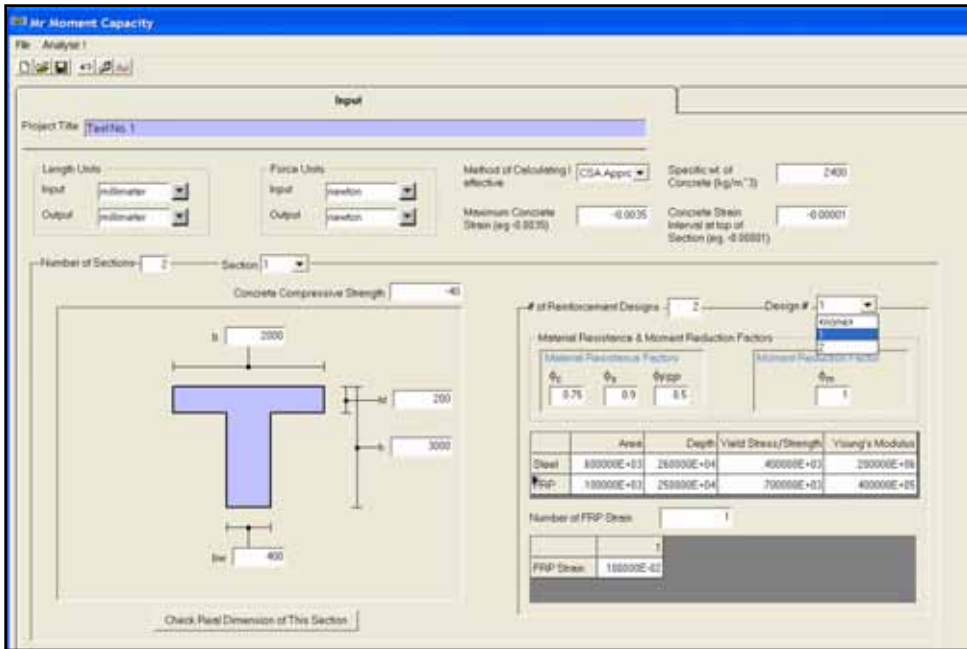 Mr Moment Capacity
File Analyse !
Input
Project Title Test No. 1
Length Units
Input millimeter
Output millimeter
Force Units
Input newton
Output newton
Method of Calculating I effective CSA Appro
Maximum Concrete Strain (eg -0.0035) -0.0035
Specific wt. of Concrete (kg/m^3) 2400
Concrete Strain Interval at top of Section (eg. -0.00001) -0.00001
Number of Sections 2 Section 1
Concrete Compressive Strength -40
b 2000
td 200
h 3000
bw 400
Check Real Dimension of This Section
# of Reinforcement Designs 2 Design # 1
1
2
Material Resistance & Moment Reduction Factors
Material Resistance Factors
ϕc ϕs ϕFRP
0.75 0.9 0.5
Moment Reduction Factor
ϕm
1
Area Depth Yield Stress/Strength Young's Modulus
Steel 600000E+03 260000E+04 400000E+03 200000E+06
FRP 100000E+03 250000E+04 700000E+03 400000E+05
Number of FRP Strain 1
1
FRP Strain 100000E-02